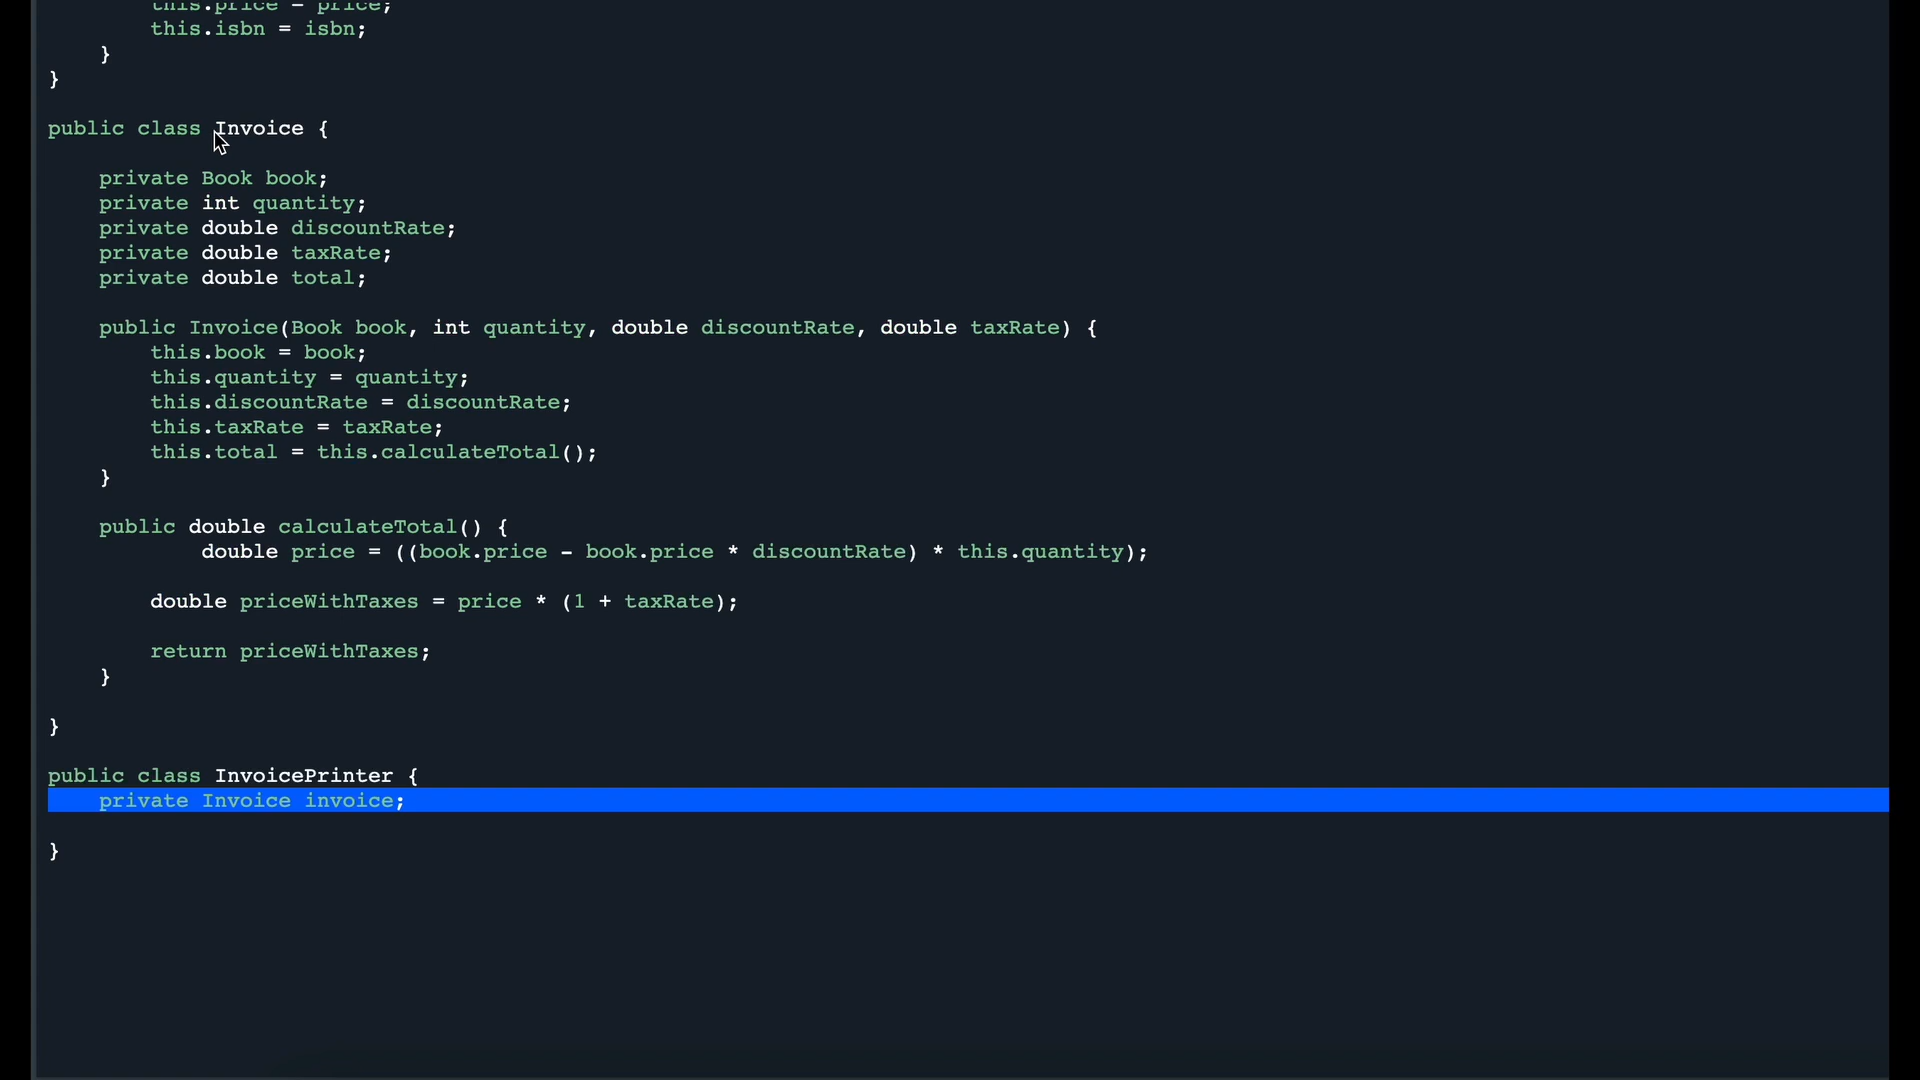 this.price = price;
this.isbn = isbn;
}
}
public class Invoice {
private Book book;
private int quantity;
private double discountRate;
private double taxRate;
private double total;
public Invoice(Book book, int quantity, double discountRate, double taxRate) {
this.book = book;
this.quantity = quantity;
this.discountRate = discountRate;
this.taxRate = taxRate;
this.total = this.calculateTotal();
}
public double calculateTotal() {
double price = ((book.price - book.price * discountRate) * this.quantity);
double priceWithTaxes = price * (1 + taxRate);
return priceWithTaxes;
}
}
public class InvoicePrinter {
private Invoice invoice;
}